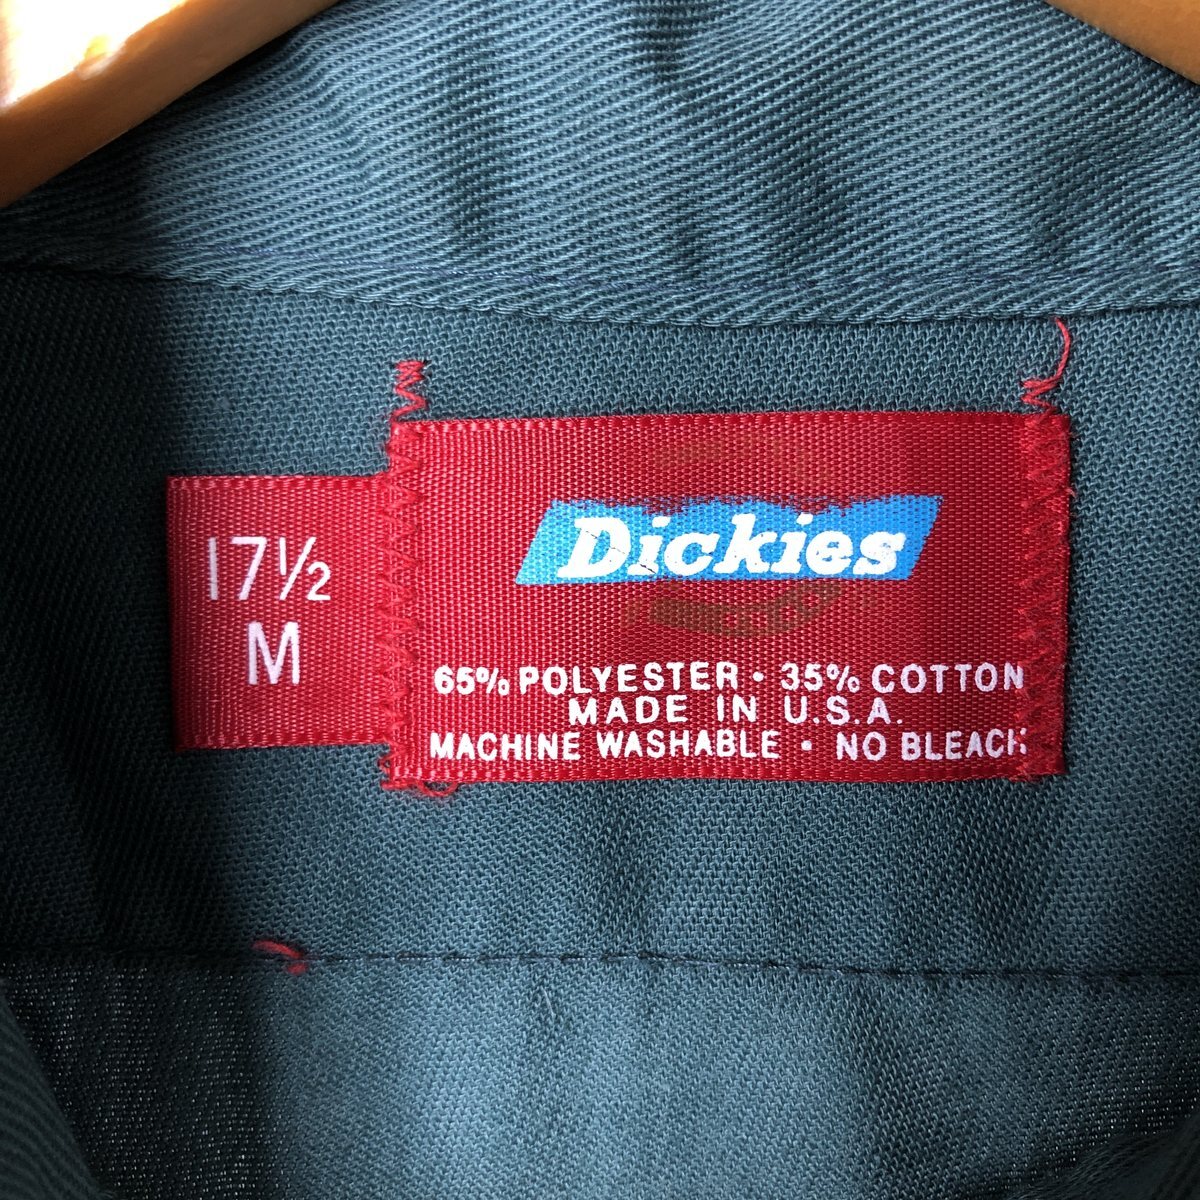 17½
M
Dickies
65% POLYESTER · 35% COTTON
MADE IN U.S.A.
MACHINE WASHABLE · NO BLEACH